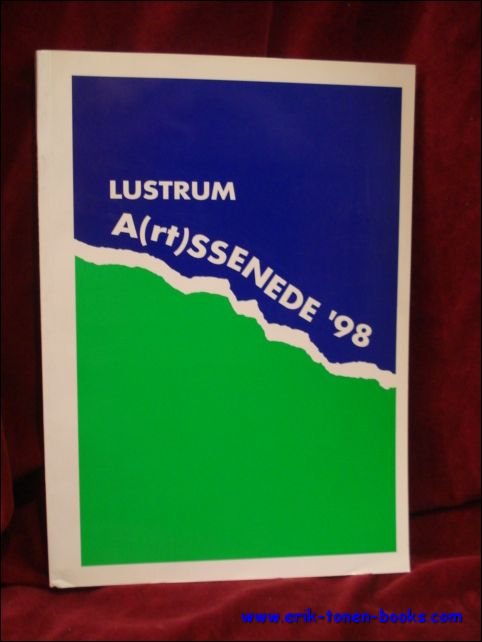 LUSTRUM
A(rt)SSENEDE '98
www.erik-tonen-books.com